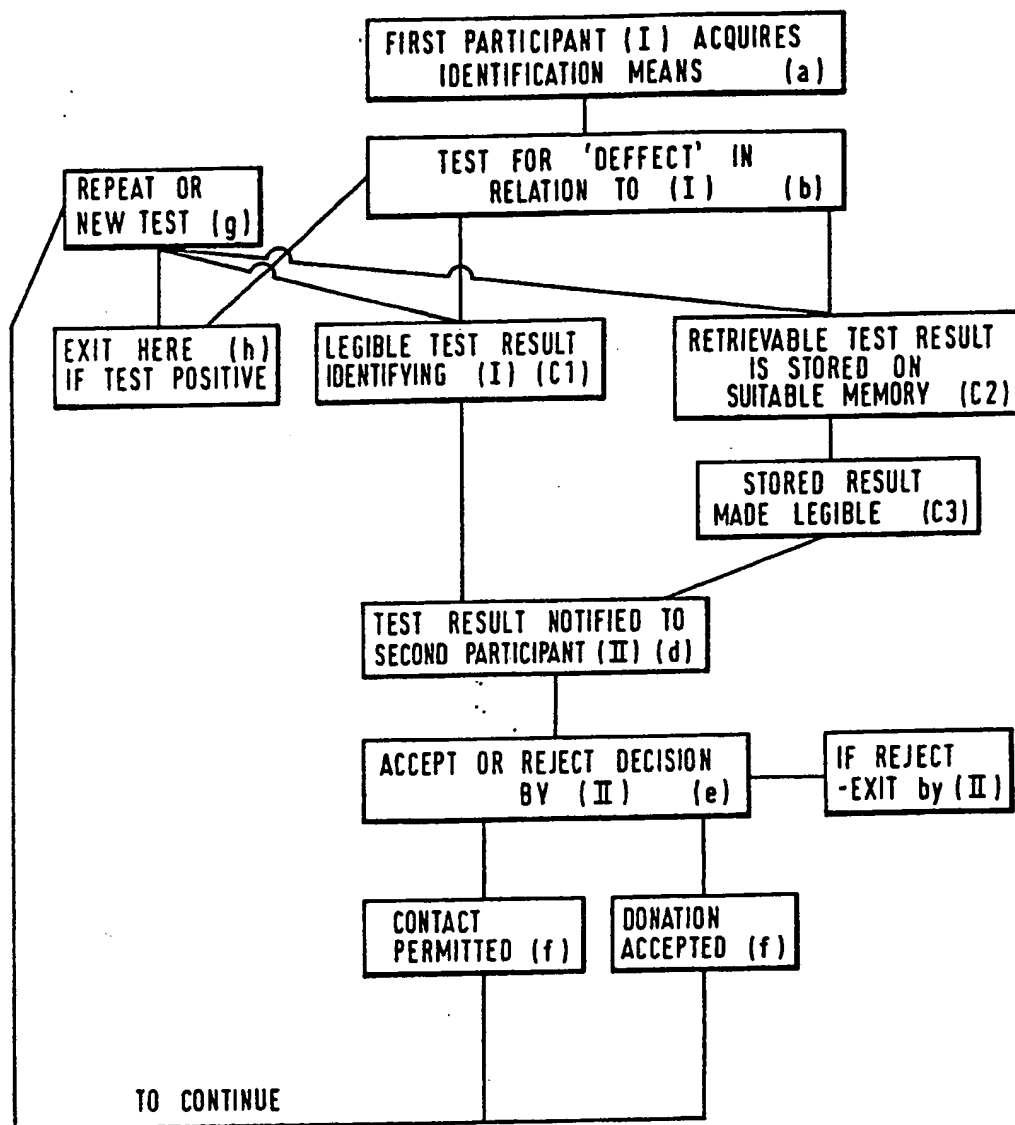 FIRST PARTICIPANT (I) ACQUIRES
IDENTIFICATION MEANS (a)
TEST FOR 'DEFFECT' IN
RELATION TO (I) (b)
REPEAT OR
NEW TEST (g)
EXIT HERE (h)
IF TEST POSITIVE
LEGIBLE TEST RESULT
IDENTIFYING (I) (C1)
RETRIEVABLE TEST RESULT
IS STORED ON
SUITABLE MEMORY (C2)
STORED RESULT
MADE LEGIBLE (C3)
TEST RESULT NOTIFIED TO
SECOND PARTICIPANT (II) (d)
ACCEPT OR REJECT DECISION
BY (II) (e)
IF REJECT
-EXIT by (II)
CONTACT
PERMITTED (f)
DONATION
ACCEPTED (f)
TO CONTINUE